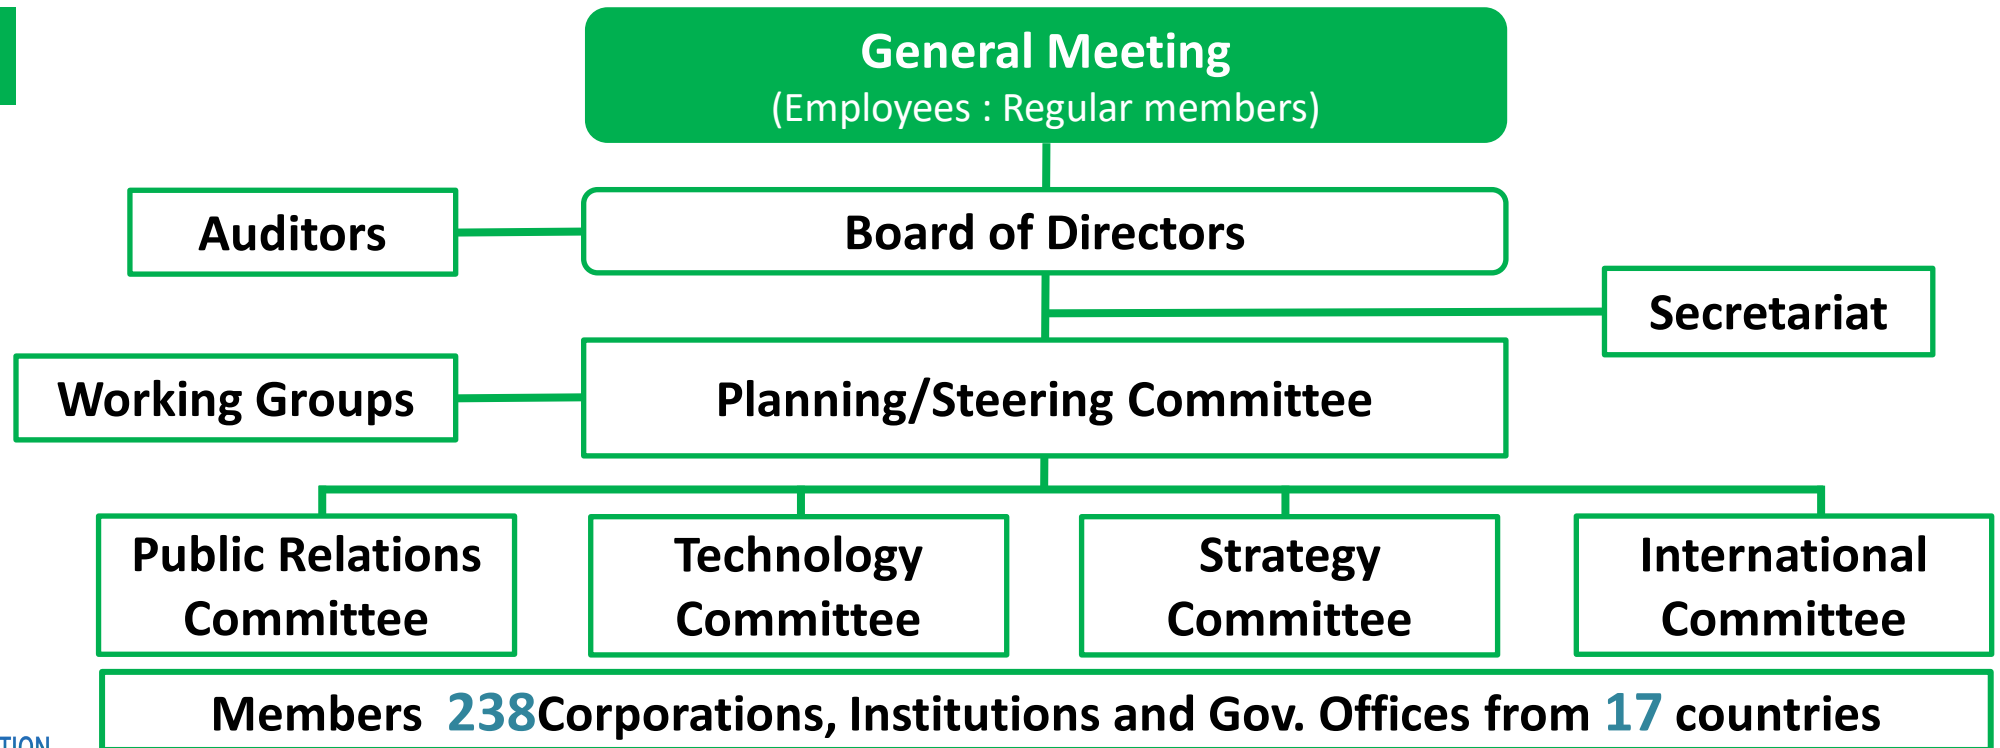 General Meeting
(Employees : Regular members)
Auditors
Board of Directors
Secretariat
Working Groups
Planning/Steering Committee
Public Relations
Committee
Technology
Committee
Strategy
Committee
International
Committee
Members 238Corporations, Institutions and Gov. Offices from 17 countries